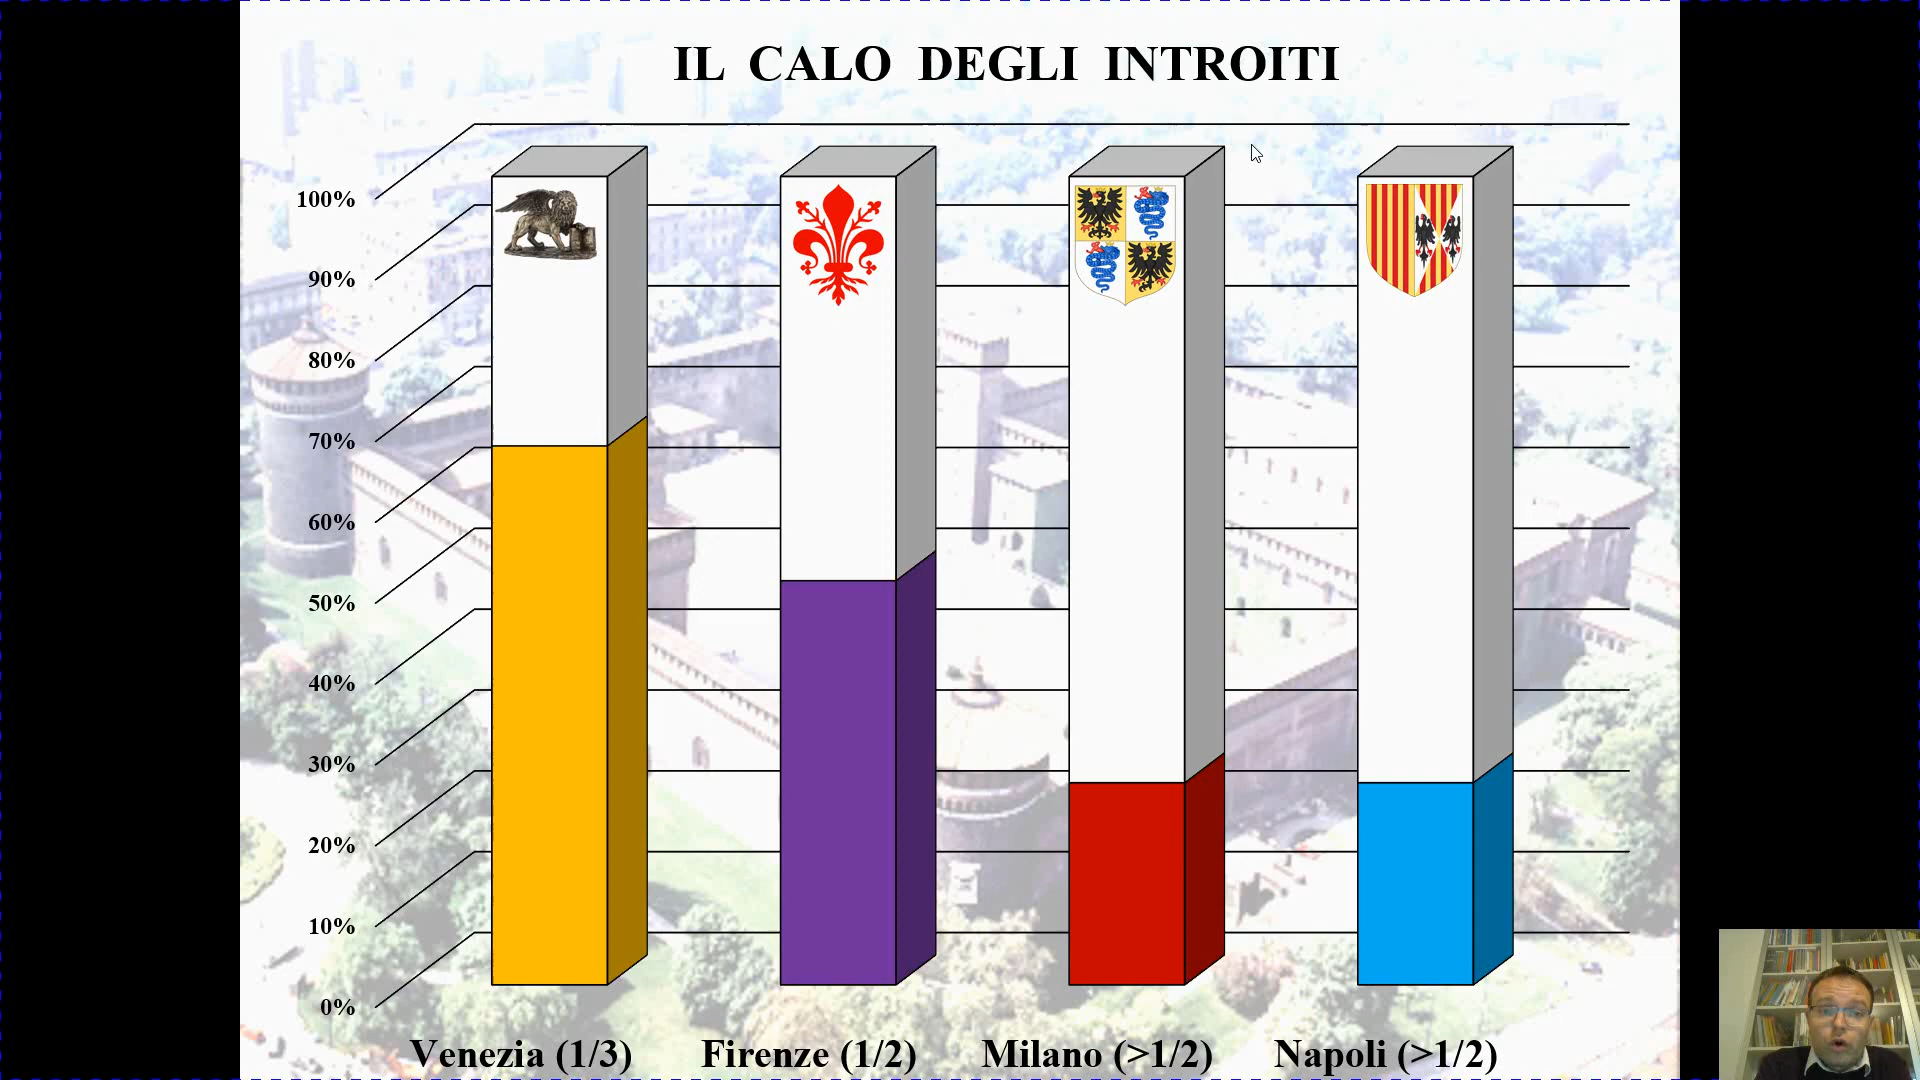 IL CALO DEGLI INTROITI
100%
90%
80%
70%
60%
50%
40%
30%
20%
10%
0%
Venezia (1/3)
Firenze (1/2)
Milano (>1/2)
Napoli (>1/2)